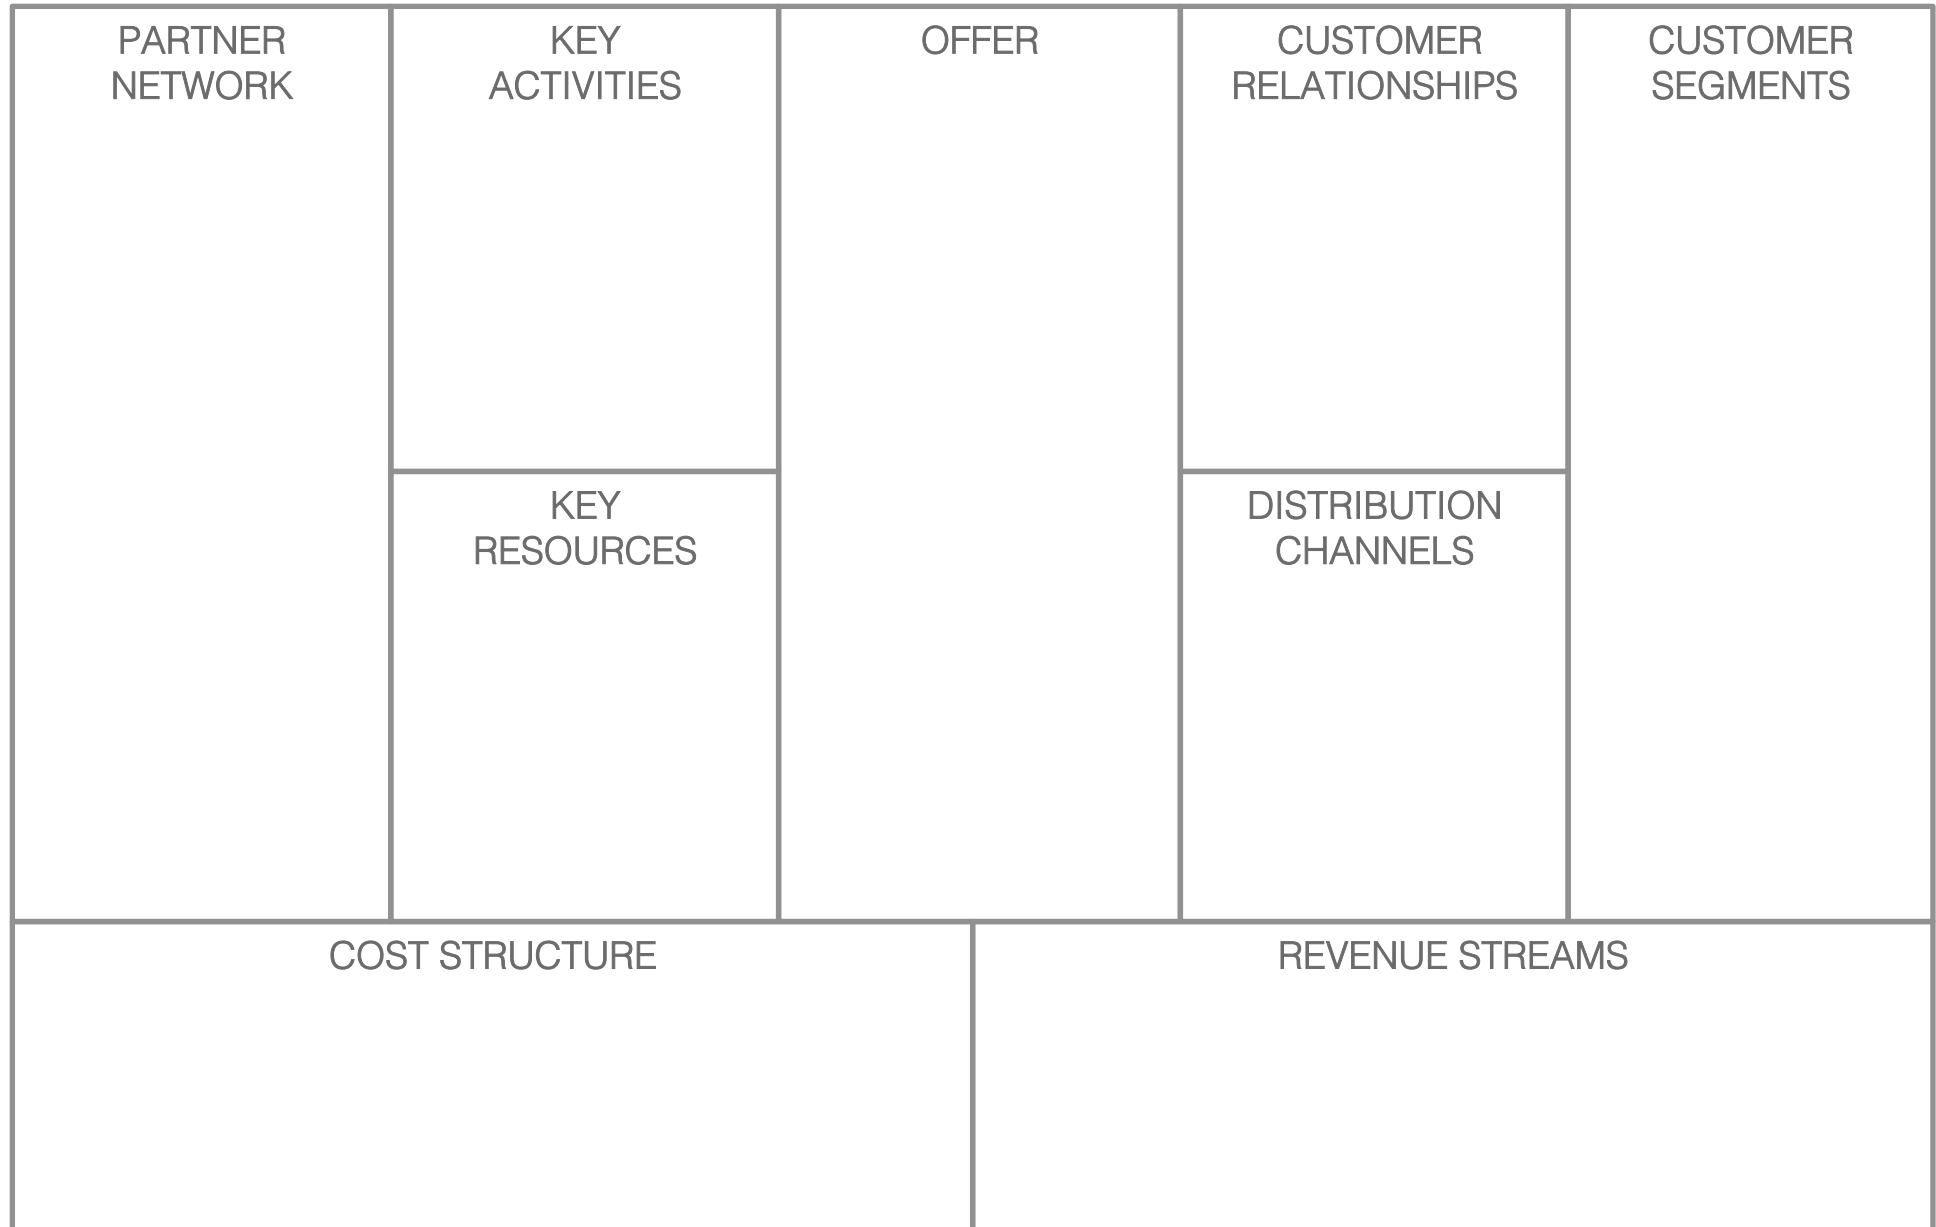 PARTNER
NETWORK
KEY
ACTIVITIES
KEY
RESOURCES
OFFER
CUSTOMER
RELATIONSHIPS
DISTRIBUTION
CHANNELS
CUSTOMER
SEGMENTS
COST STRUCTURE
REVENUE STREAMS